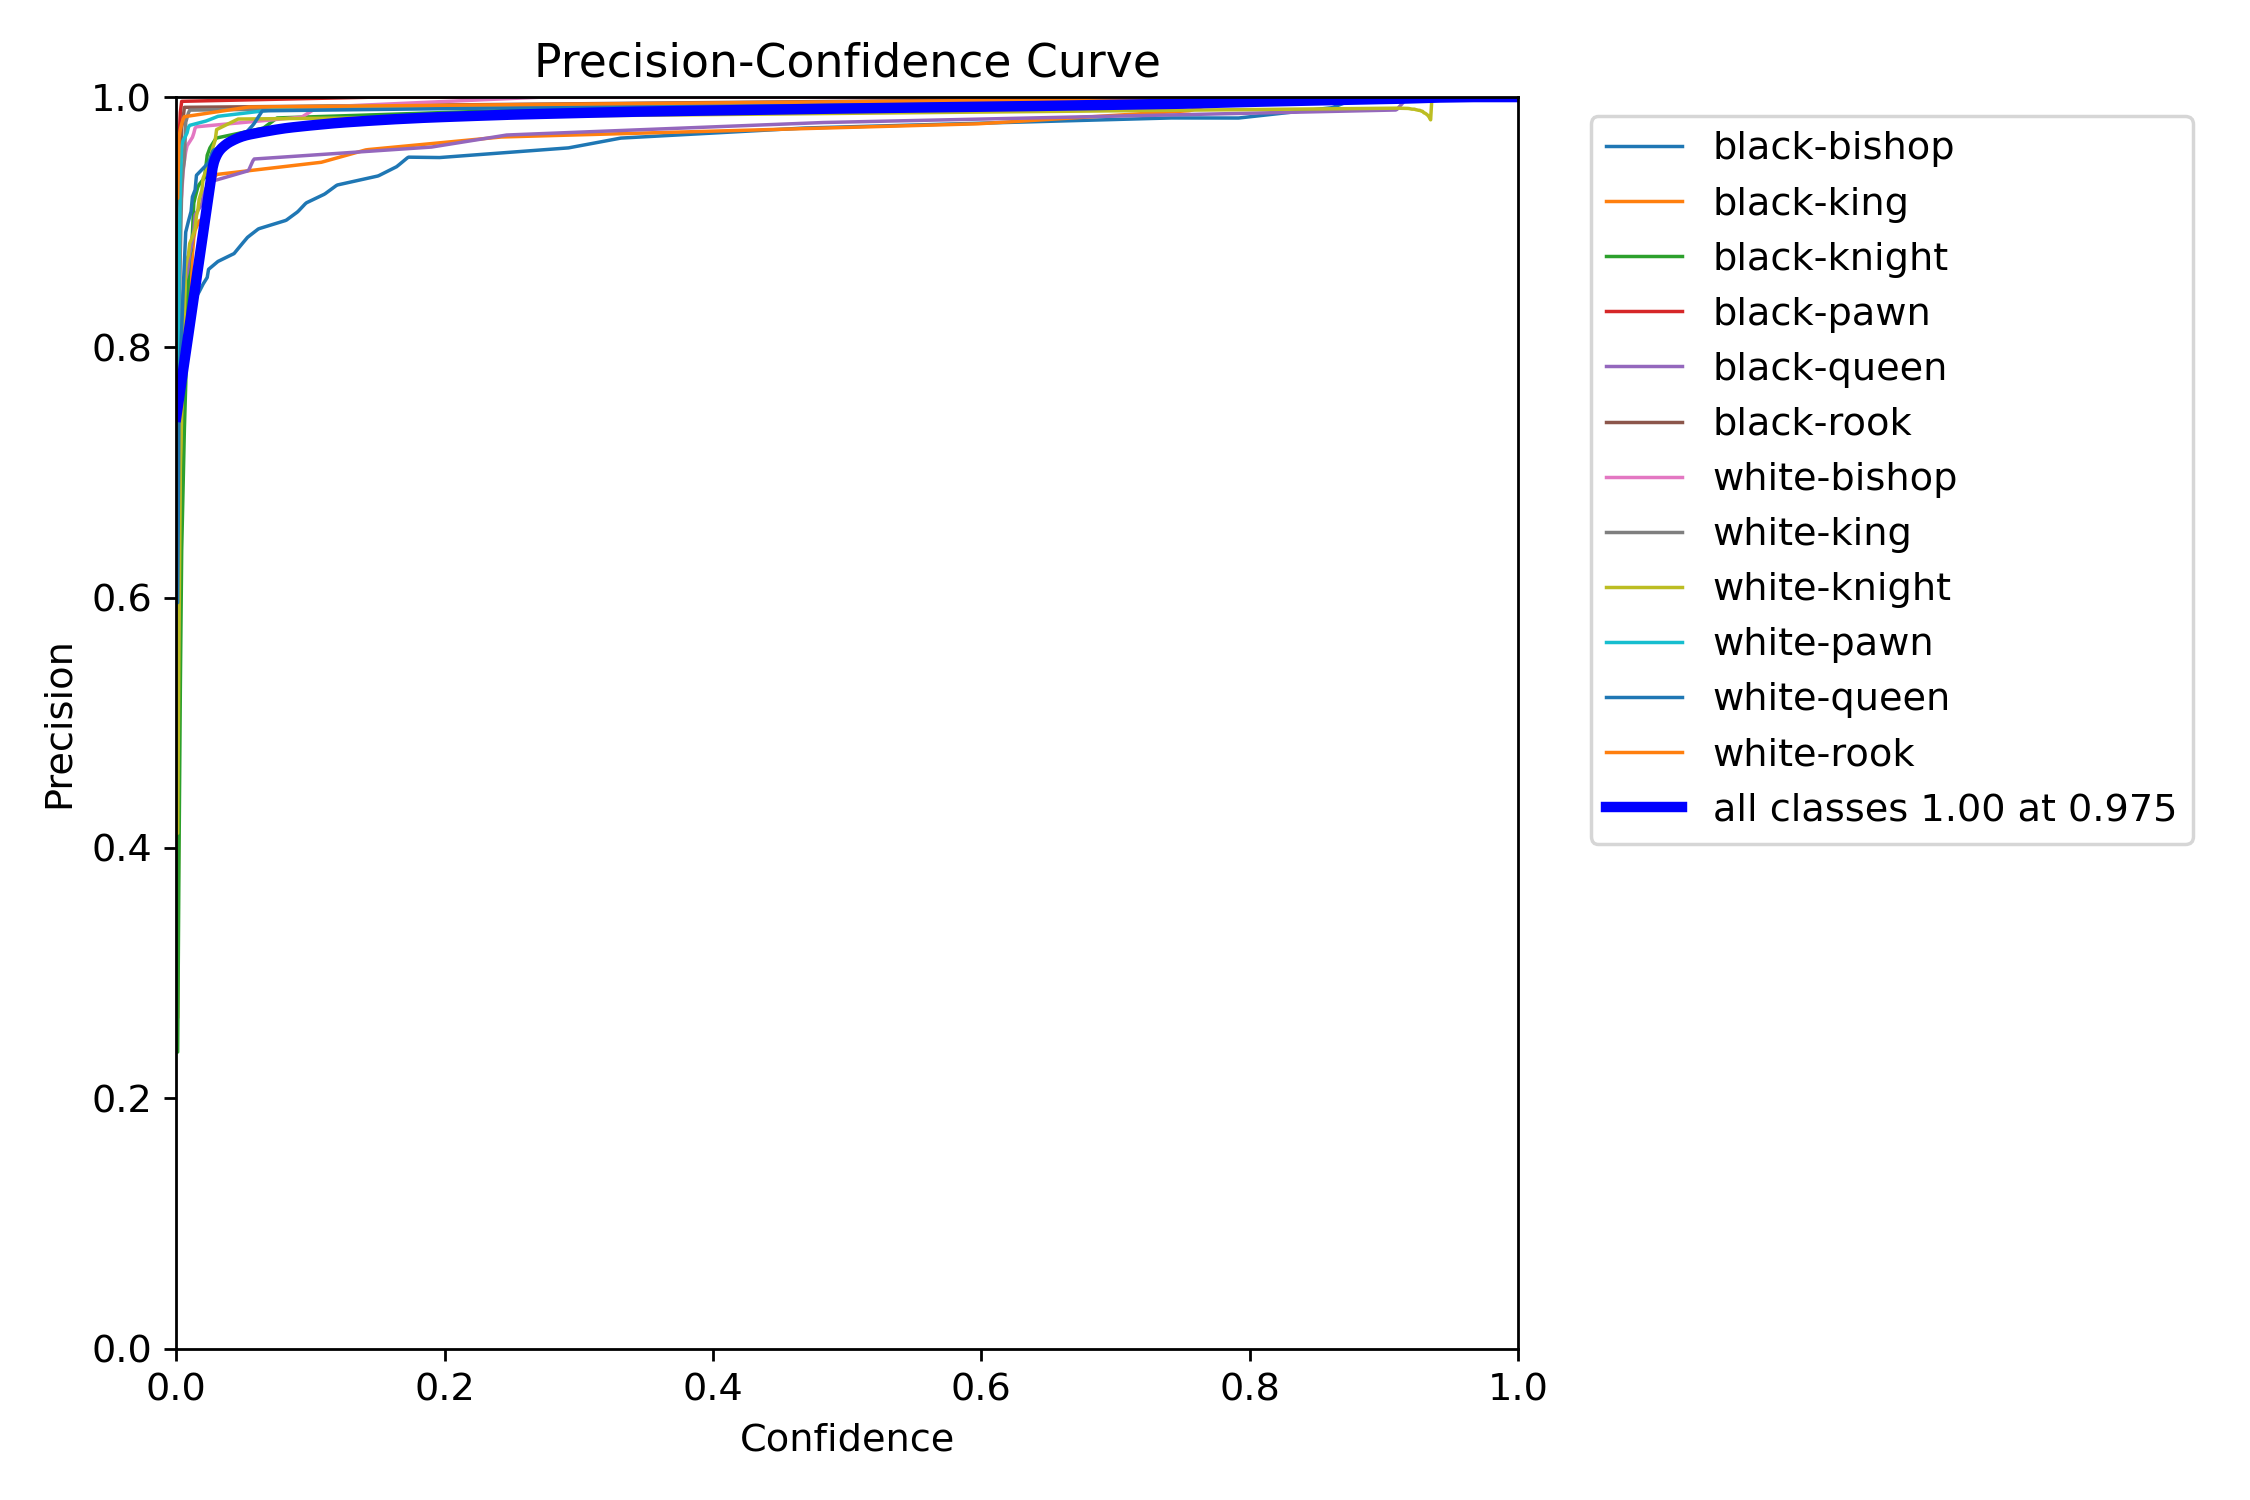 Precision-Confidence Curve
1.0
0.8
0.6
0.4
0.2
0.0
Precision
0.0 0.2 0.4 0.6 0.8 1.0
Confidence
black-bishop
black-king
black-knight
black-pawn
black-queen
black-rook
white-bishop
white-king
white-knight
white-pawn
white-queen
white-rook
all classes 1.00 at 0.975